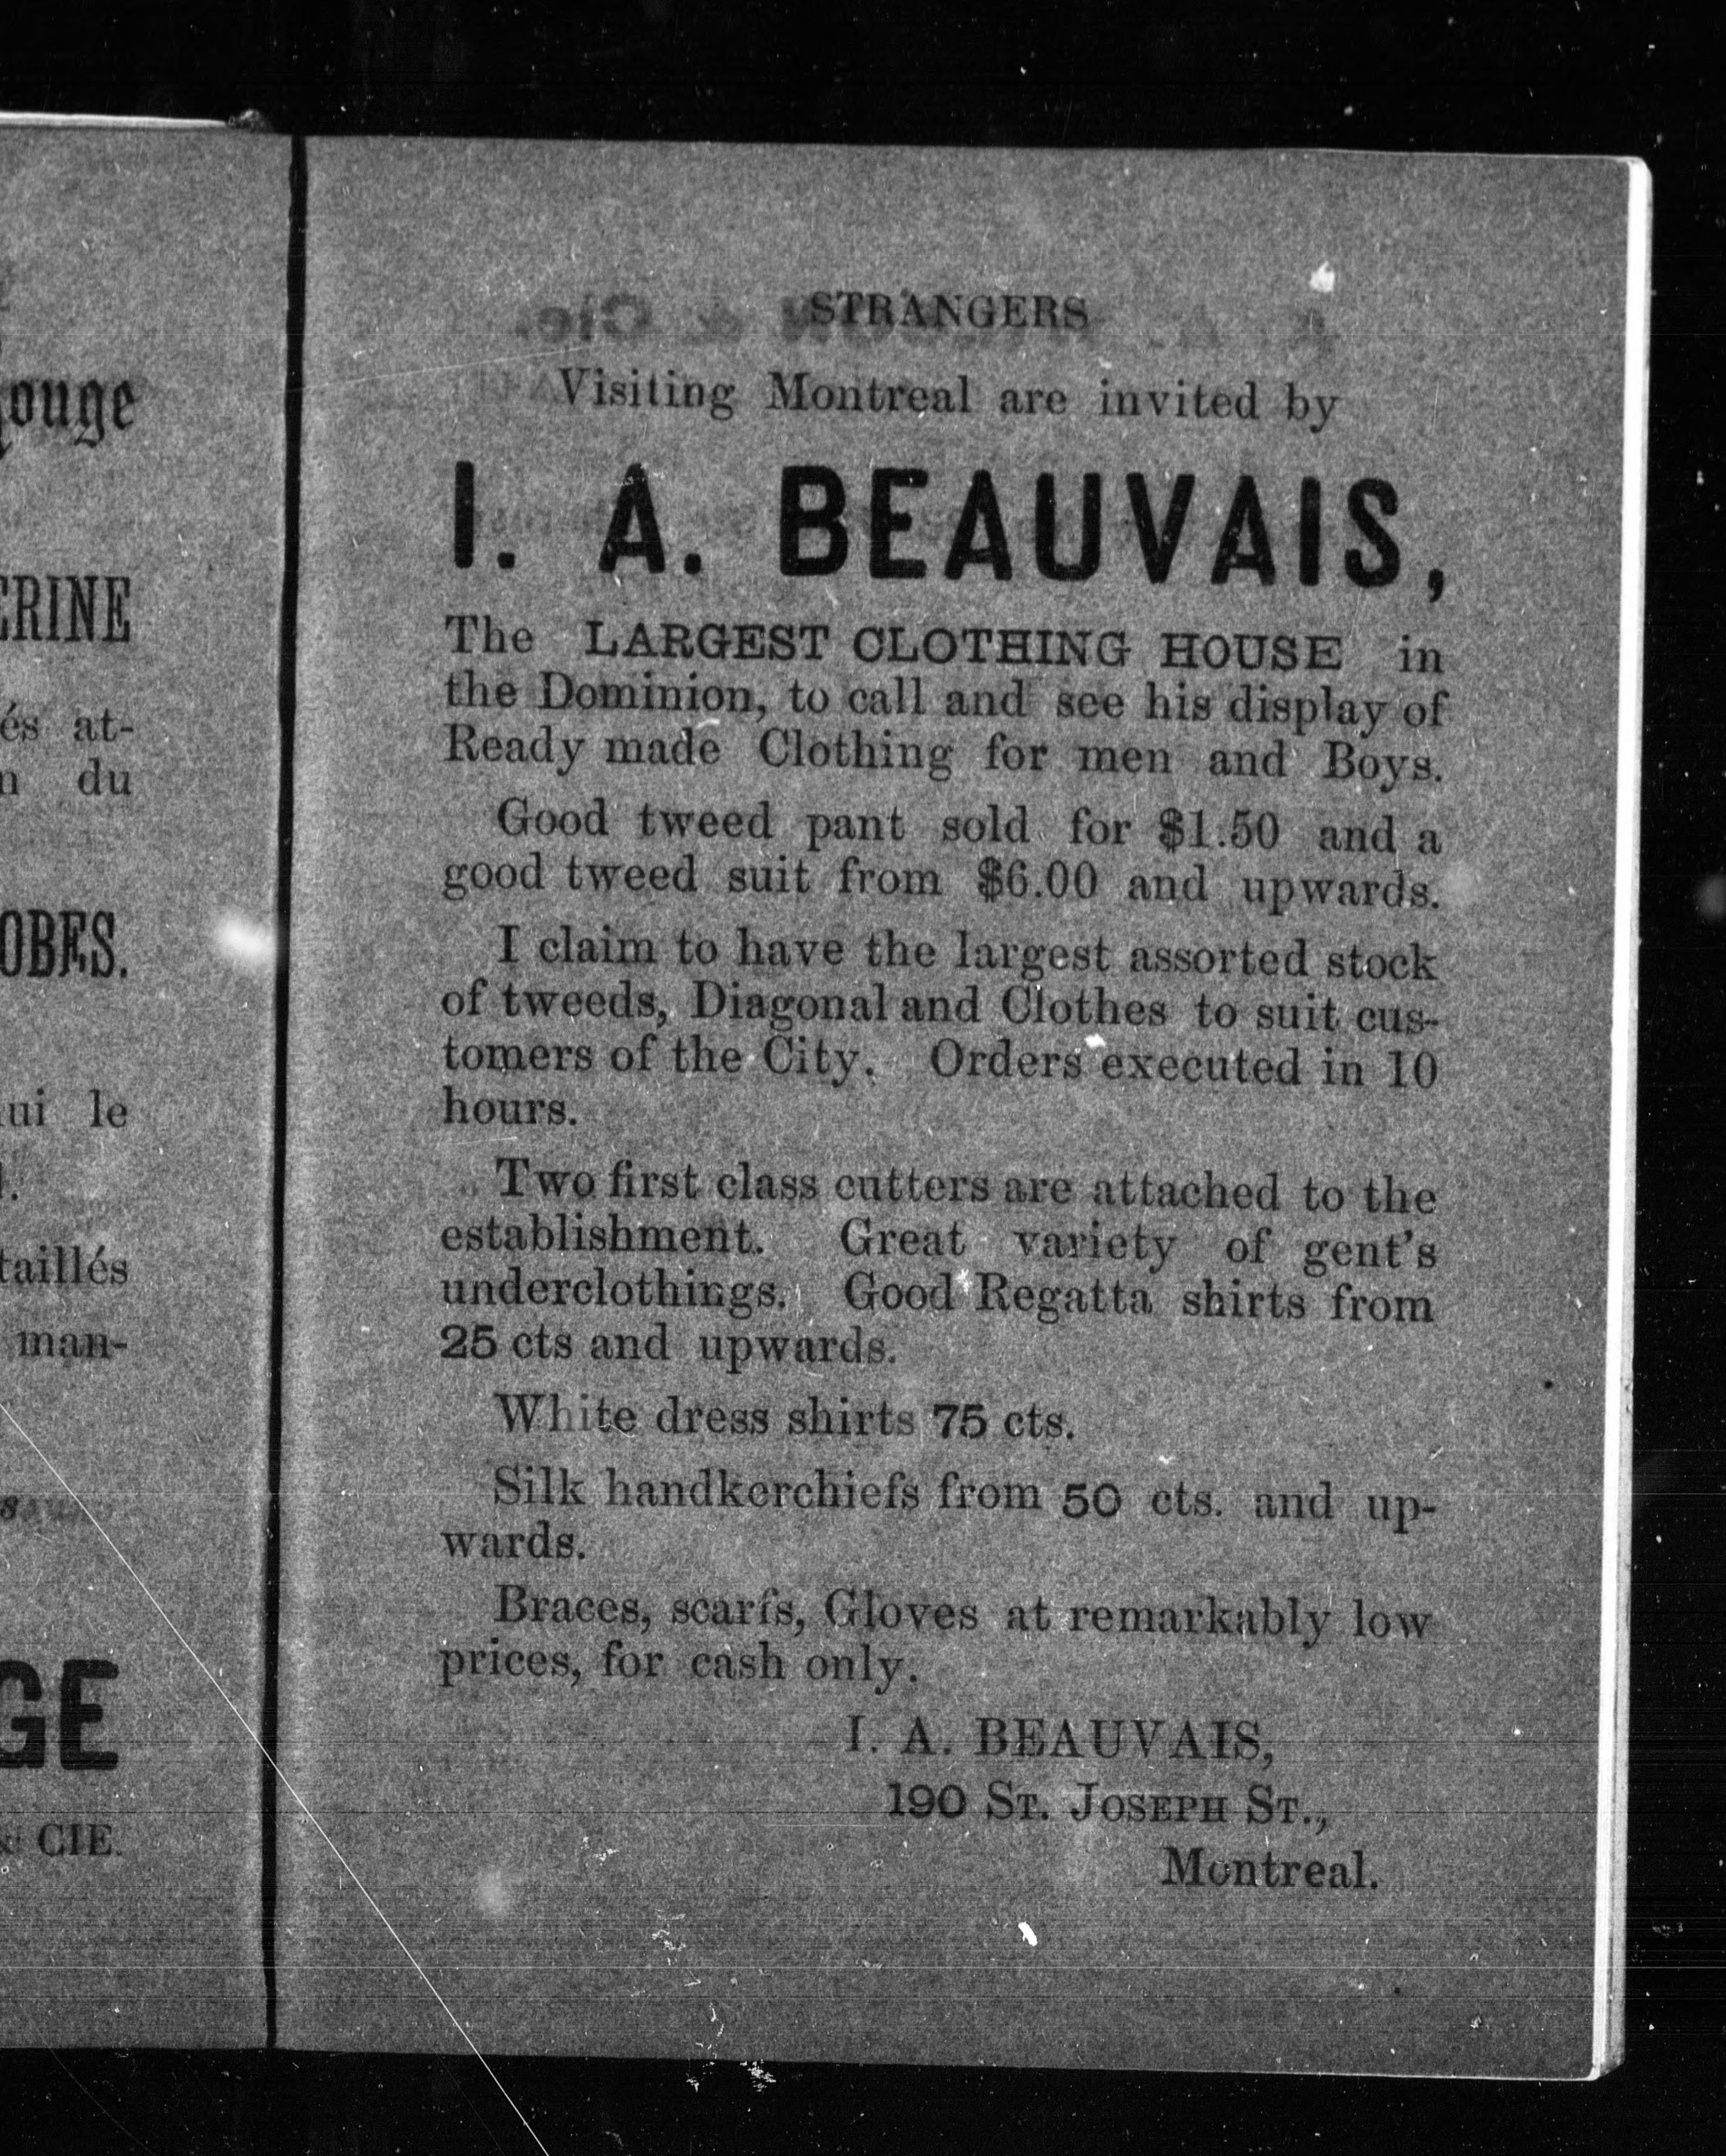 ouge
ERINE
és at-
n du
OBES.
ui le
taillés
man-
GE
& CIE.
STRANGERS
Visiting Montreal are invited by
I. A. BEAUVAIS,
The LARGEST CLOTHING HOUSE in
the Dominion, to call and see his display of
Ready made Clothing for men and Boys.
Good tweed pant sold for $1.50 and a
good tweed suit from $6.00 and upwards.
I claim to have the largest assorted stock
of tweeds, Diagonal and Clothes to suit cus-
tomers of the City. Orders executed in 10
hours.
Two first class cutters are attached to the
establishment. Great variety of gent's
underclothings. Good Regatta shirts from
25 cts and upwards.
White dress shirts 75 cts.
Silk handkerchiefs from 50 cts. and up-
wards.
Braces, scarfs, Gloves at remarkably low
prices, for cash only.
I. A. BEAUVAIS,
190 ST. JOSEPH ST.,
Montreal.